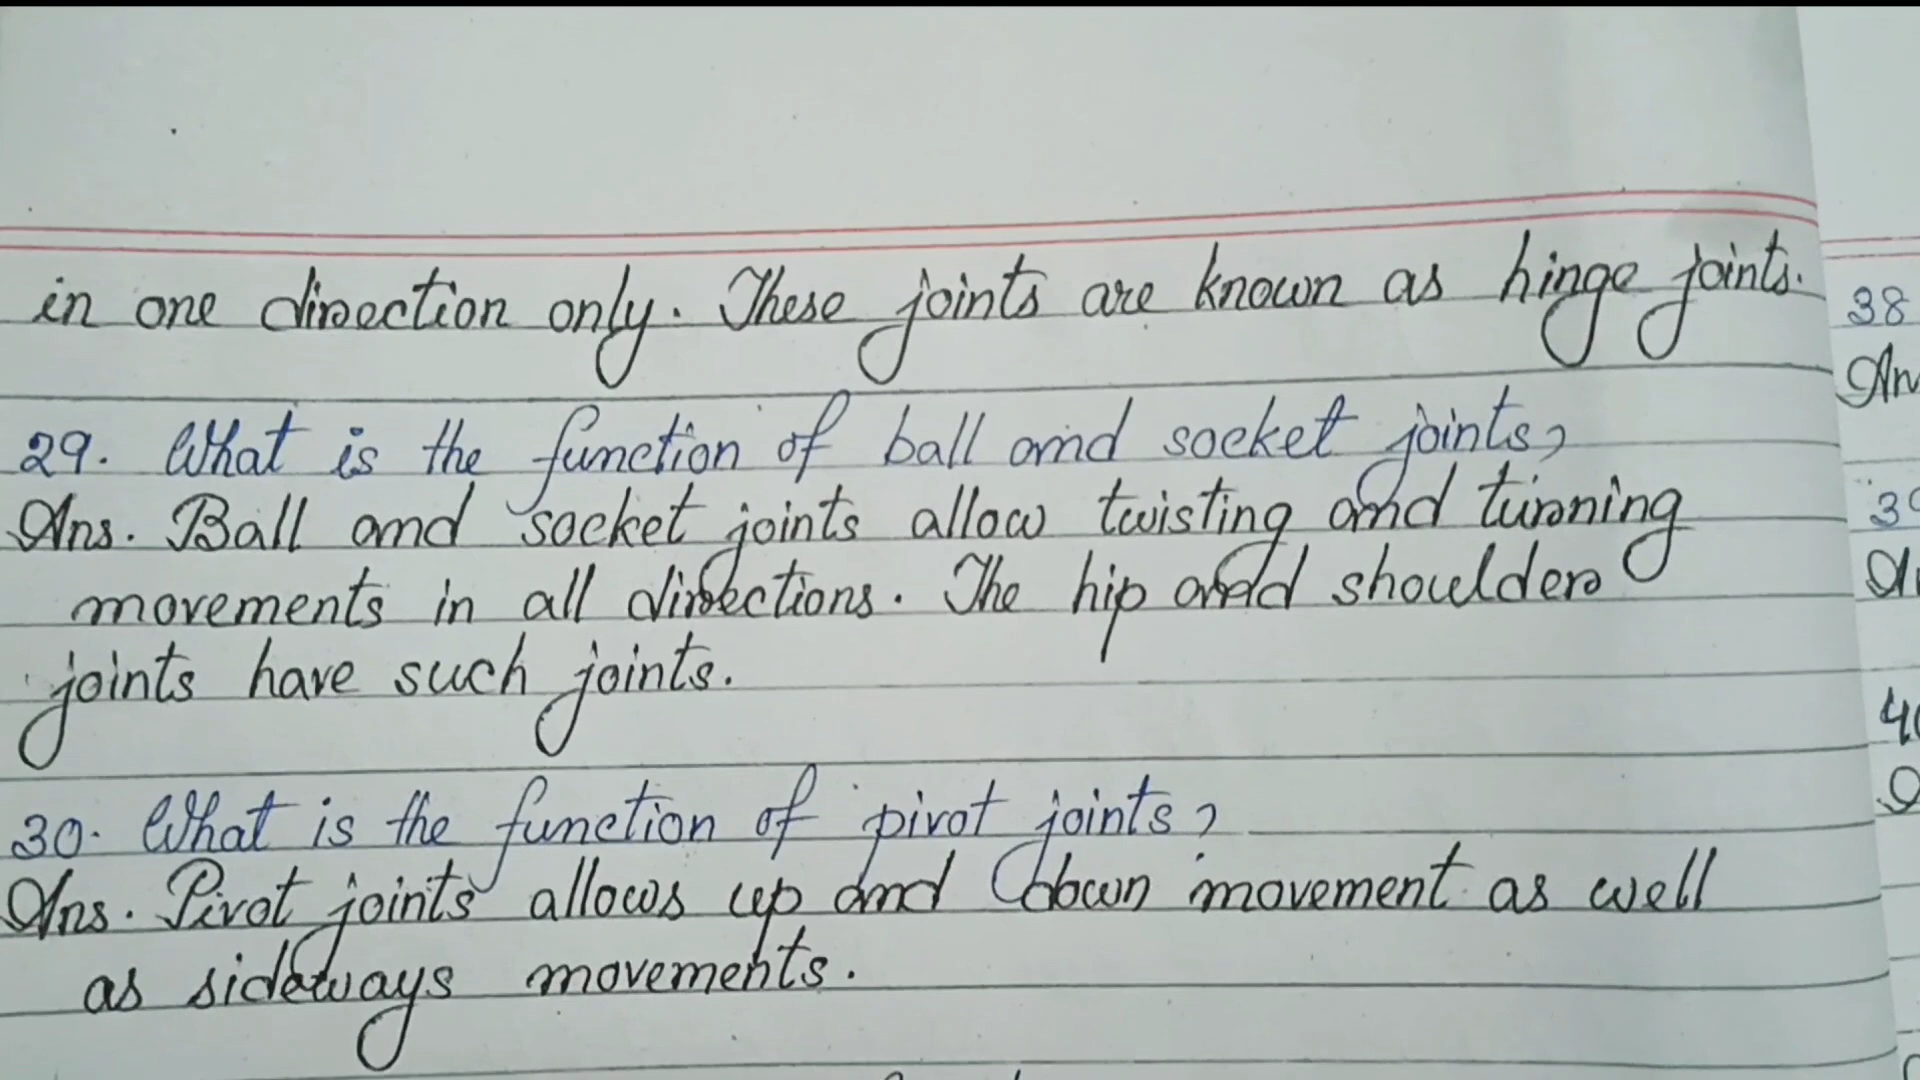 in one direction only. These joints are known as hinge joints.
29. What is the function of ball and socket joints?
Ans. Ball and socket joints allow twisting and turning
movements in all directions. The hip and shoulder
joints have such joints.
30. What is the function of pivot joints?
Ans. Pivot joints allows up and down movement as well
as sideways movements.
38